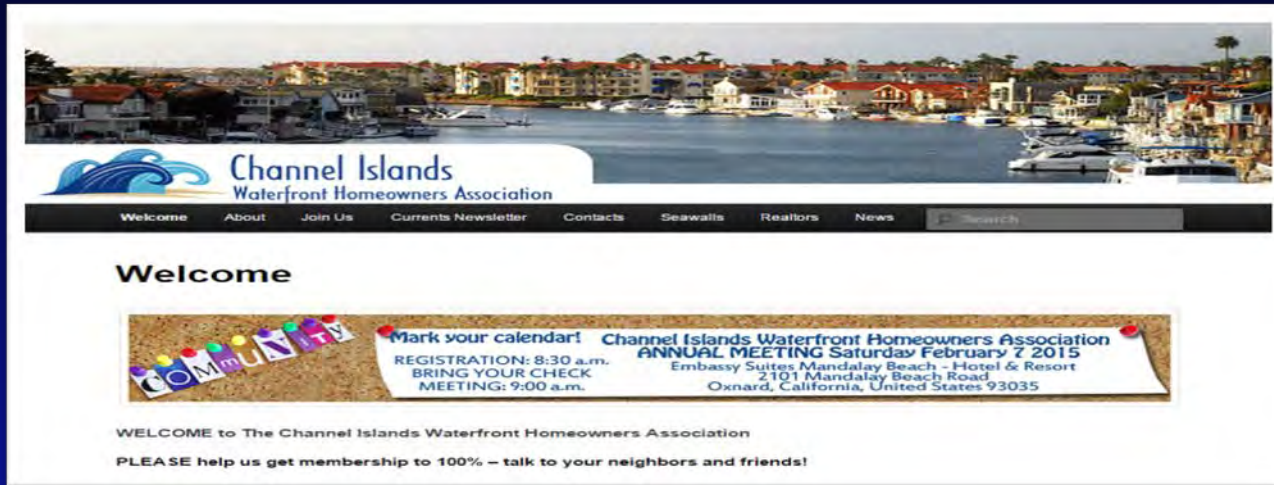 Channel Islands
Waterfront Homeowners Association
Welcome About Join Us Currents Newsletter Contacts Seawalls Realtors News Search
Welcome
COMMUNITY
Mark your calendar!
REGISTRATION: 8:30 a.m.
BRING YOUR CHECK
MEETING: 9:00 a.m.
Channel Islands Waterfront Homeowners Association
ANNUAL MEETING Saturday February 7 2015
Embassy Suites Mandalay Beach - Hotel & Resort
2101 Mandalay Beach Road
Oxnard, California, United States 93035
WELCOME to The Channel Islands Waterfront Homeowners Association
PLEASE help us get membership to 100% – talk to your neighbors and friends!